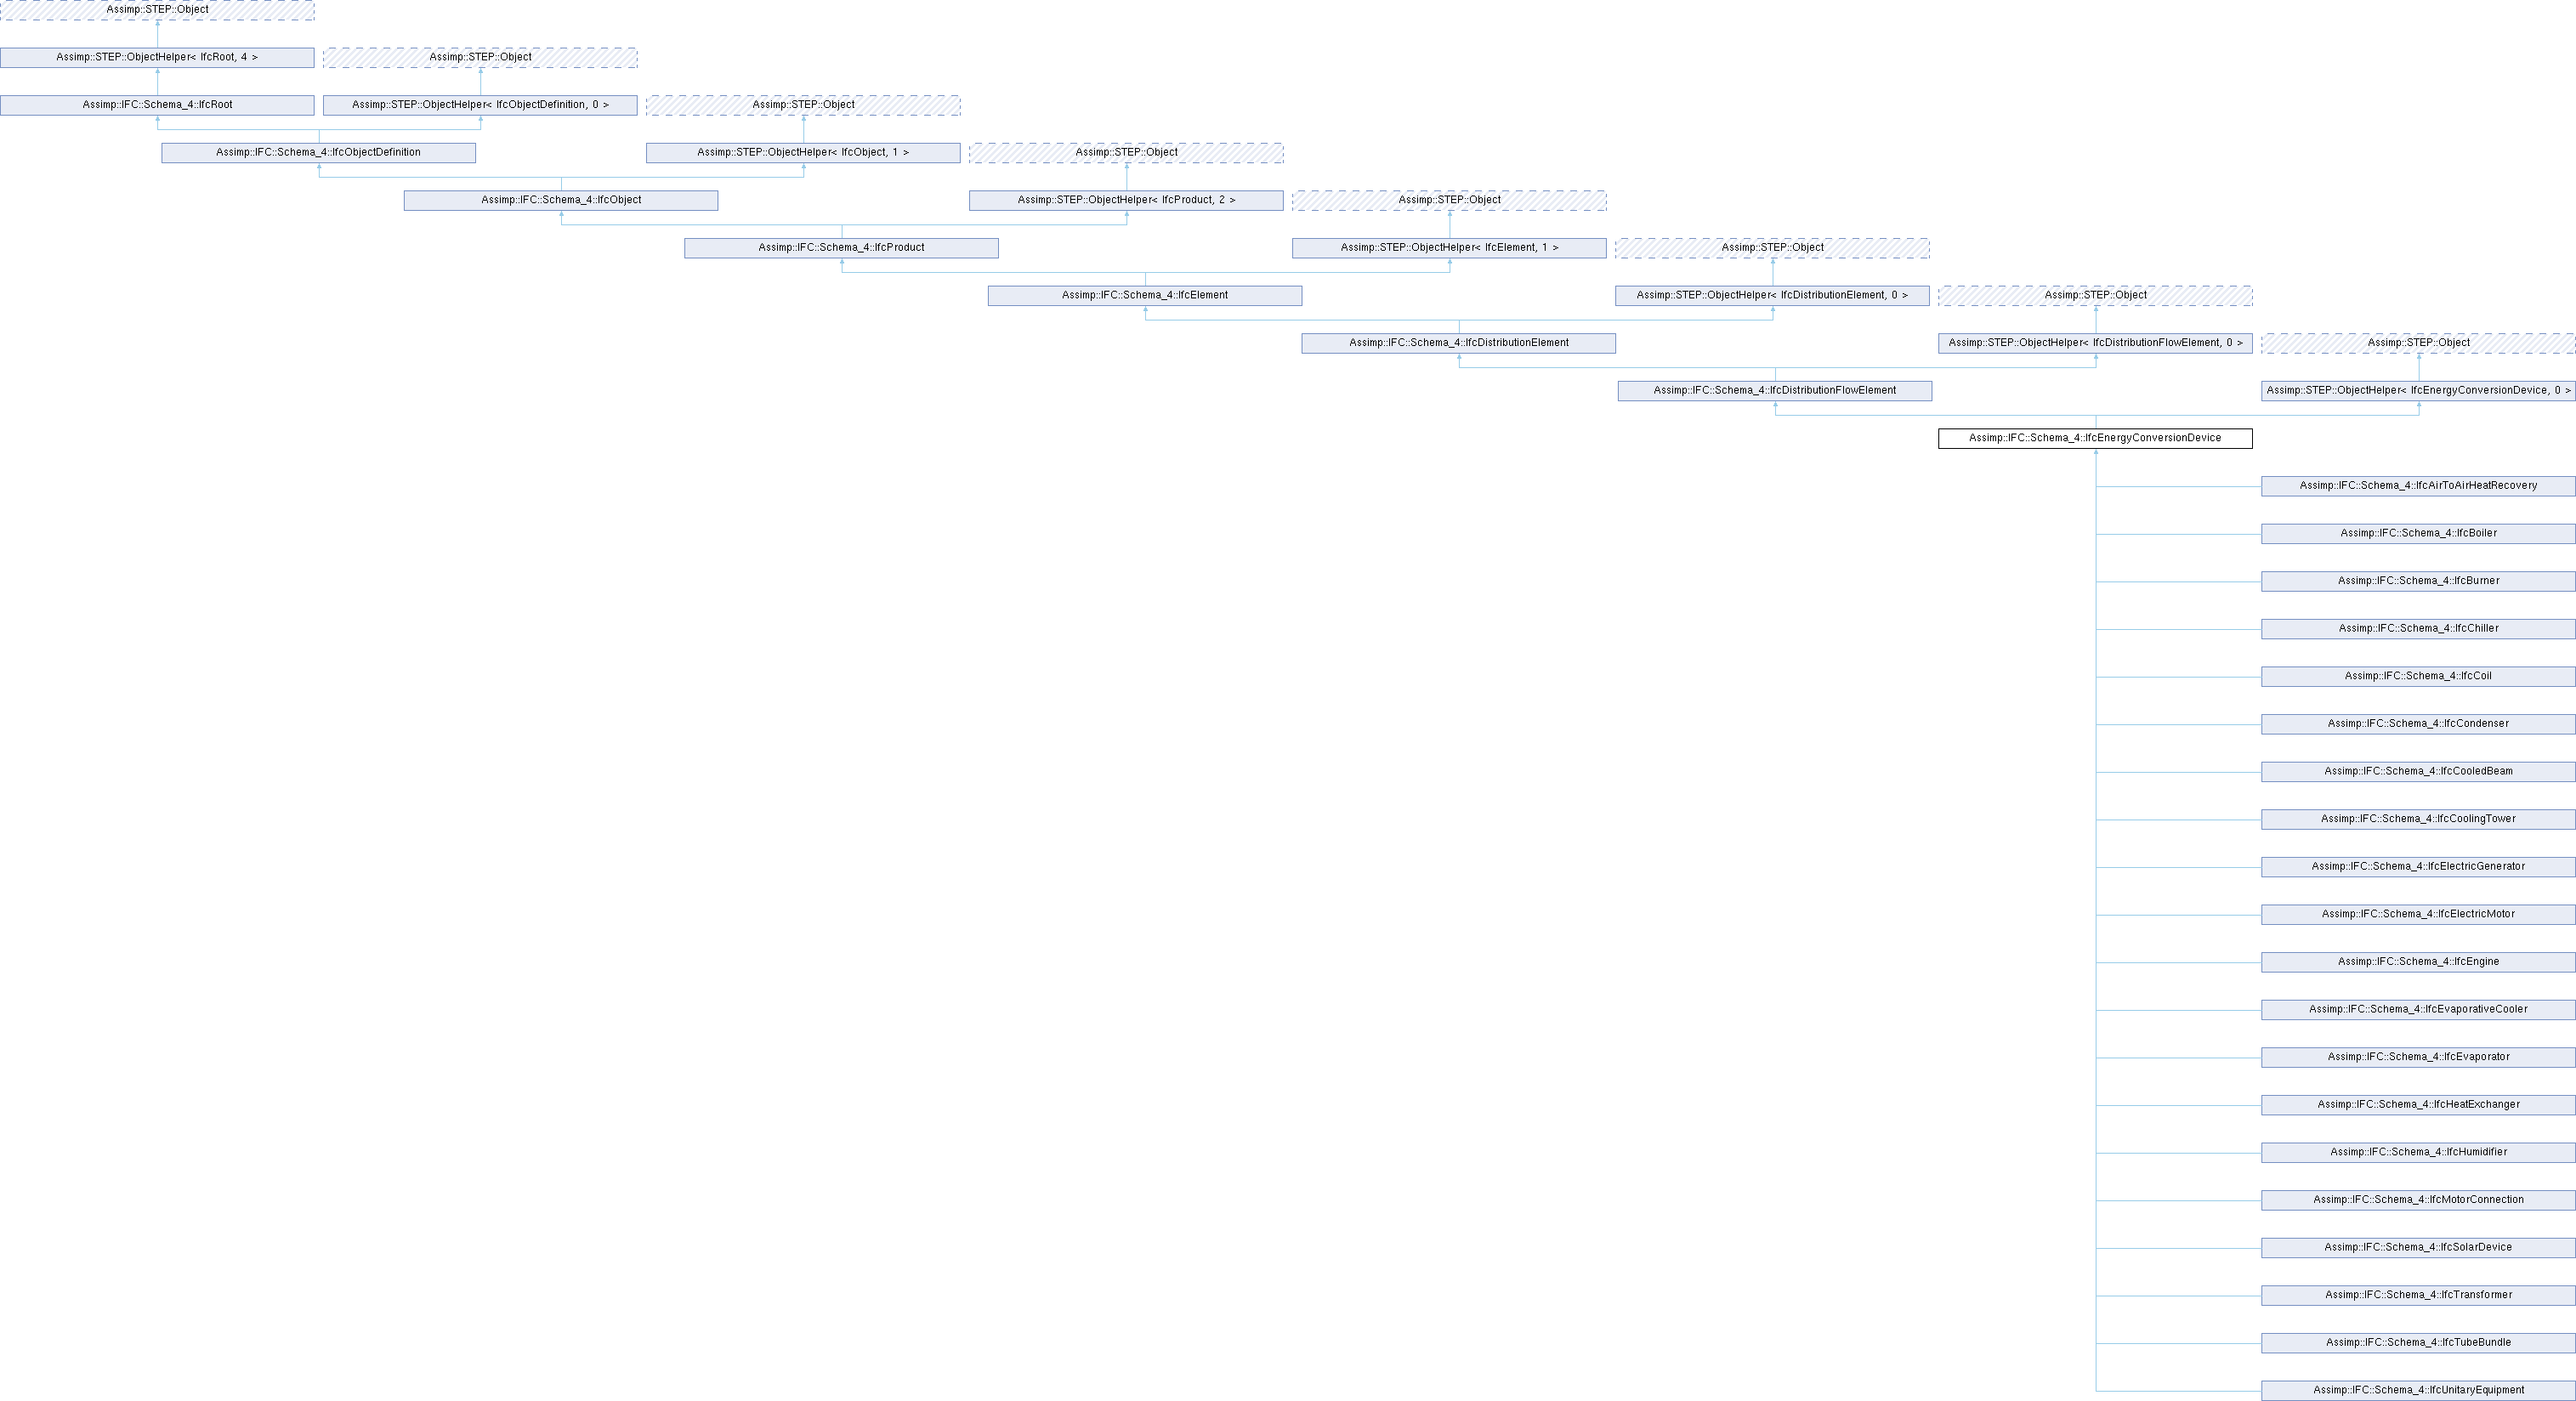 Assimp::STEP::Object
Assimp::STEP::ObjectHelper< IfcRoot, 4 >
Assimp::STEP::Object
Assimp::IFC::Schema_4::IfcRoot
Assimp::STEP::ObjectHelper< IfcObjectDefinition, 0 >
Assimp::STEP::Object
Assimp::IFC::Schema_4::IfcObjectDefinition
Assimp::STEP::ObjectHelper< IfcObject, 1 >
Assimp::STEP::Object
Assimp::IFC::Schema_4::IfcObject
Assimp::STEP::ObjectHelper< IfcProduct, 2 >
Assimp::STEP::Object
Assimp::IFC::Schema_4::IfcProduct
Assimp::STEP::ObjectHelper< IfcElement, 1 >
Assimp::STEP::Object
Assimp::IFC::Schema_4::IfcElement
Assimp::STEP::ObjectHelper< IfcDistributionElement, 0 >
Assimp::STEP::Object
Assimp::IFC::Schema_4::IfcDistributionElement
Assimp::STEP::ObjectHelper< IfcDistributionFlowElement, 0 >
Assimp::STEP::Object
Assimp::IFC::Schema_4::IfcDistributionFlowElement
Assimp::STEP::ObjectHelper< IfcEnergyConversionDevice, 0 >
Assimp::IFC::Schema_4::IfcEnergyConversionDevice
Assimp::IFC::Schema_4::IfcAirToAirHeatRecovery
Assimp::IFC::Schema_4::IfcBoiler
Assimp::IFC::Schema_4::IfcBurner
Assimp::IFC::Schema_4::IfcChiller
Assimp::IFC::Schema_4::IfcCoil
Assimp::IFC::Schema_4::IfcCondenser
Assimp::IFC::Schema_4::IfcCooledBeam
Assimp::IFC::Schema_4::IfcCoolingTower
Assimp::IFC::Schema_4::IfcElectricGenerator
Assimp::IFC::Schema_4::IfcElectricMotor
Assimp::IFC::Schema_4::IfcEngine
Assimp::IFC::Schema_4::IfcEvaporativeCooler
Assimp::IFC::Schema_4::IfcEvaporator
Assimp::IFC::Schema_4::IfcHeatExchanger
Assimp::IFC::Schema_4::IfcHumidifier
Assimp::IFC::Schema_4::IfcMotorConnection
Assimp::IFC::Schema_4::IfcSolarDevice
Assimp::IFC::Schema_4::IfcTransformer
Assimp::IFC::Schema_4::IfcTubeBundle
Assimp::IFC::Schema_4::IfcUnitaryEquipment